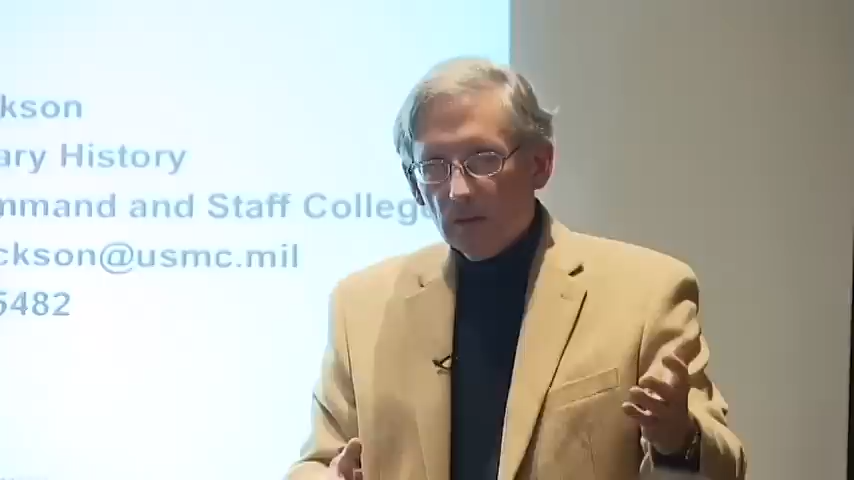 kson
ary History
mmand and Staff College
ckson@usmc.mil
5482